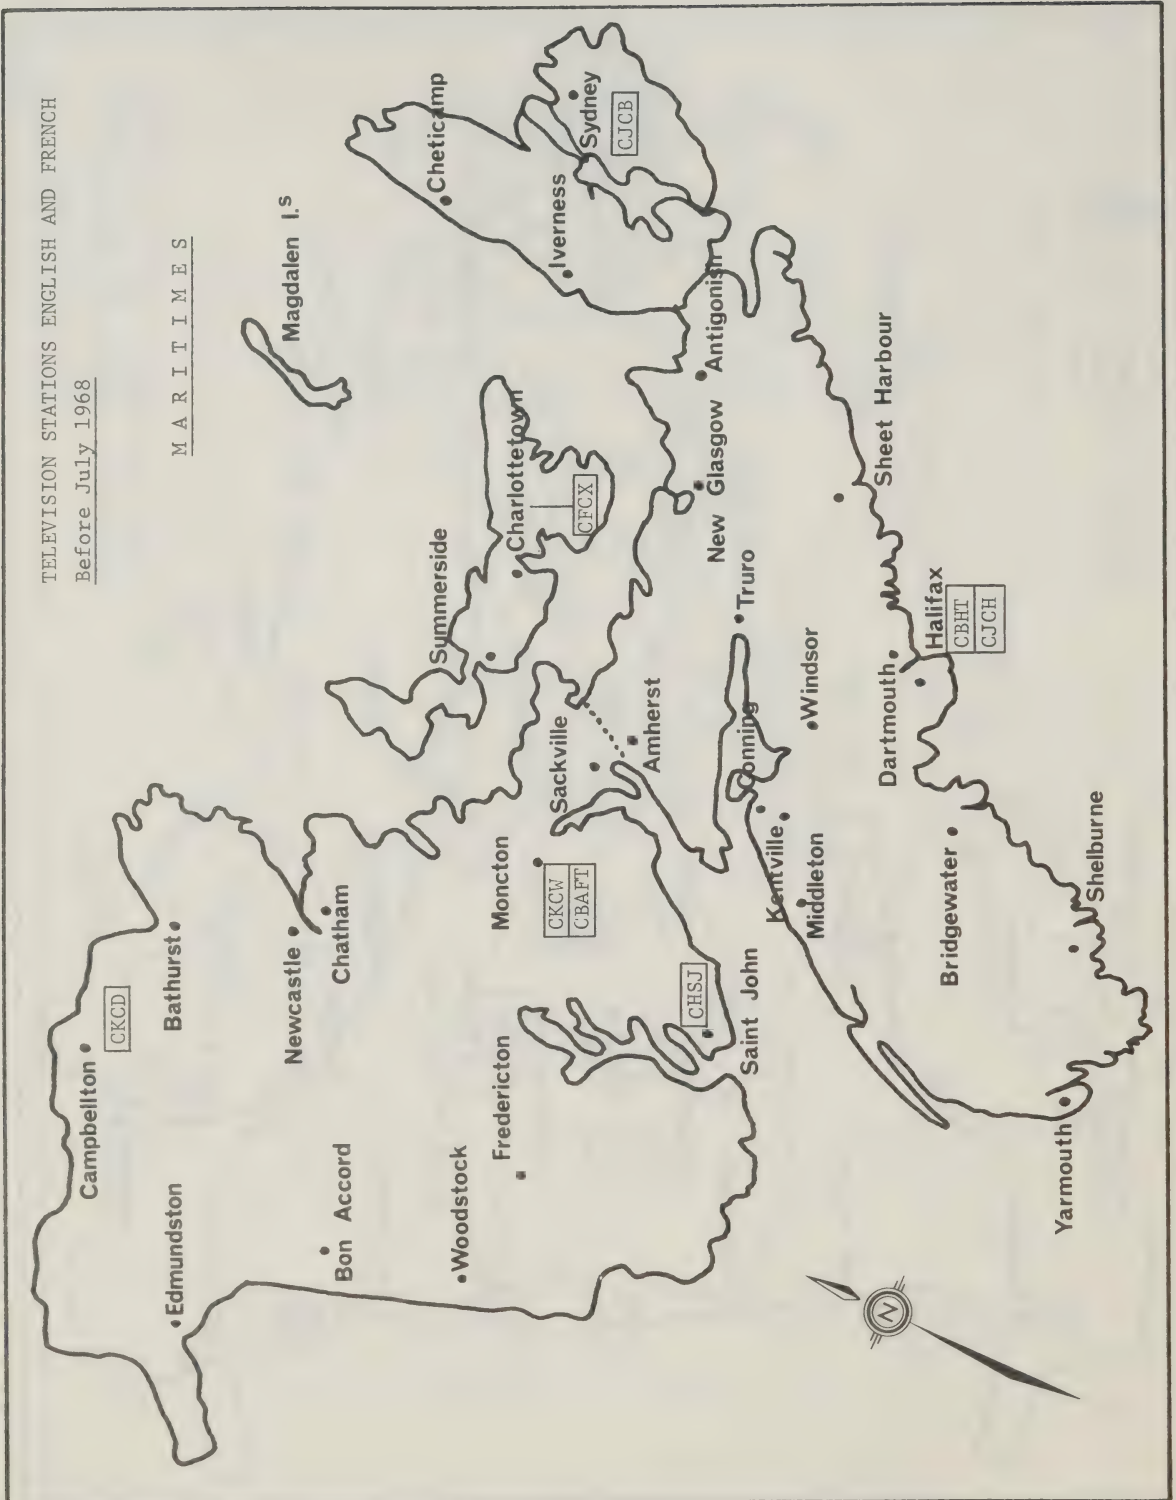 TELEVISION STATIONS ENGLISH AND FRENCH
Before July 1968
MARITIMES
Magdalen I.s
Cheticamp
Iverness
Sydney
CJCB
Summerside
Charlottetown
CFCX
Antigonish
New Glasgow
Sheet Harbour
Truro
Campbellton
CKCD
Bathurst
Newcastle
Chatham
Edmundston
Bon Accord
Woodstock
Fredericton
Moncton
CKCW
CBAFT
Sackville
Amherst
CHSJ
Saint John
Conning
Windsor
Kentville
Middleton
Dartmouth
Halifax
CBHT
CJCH
Bridgewater
Shelburne
Yarmouth
N